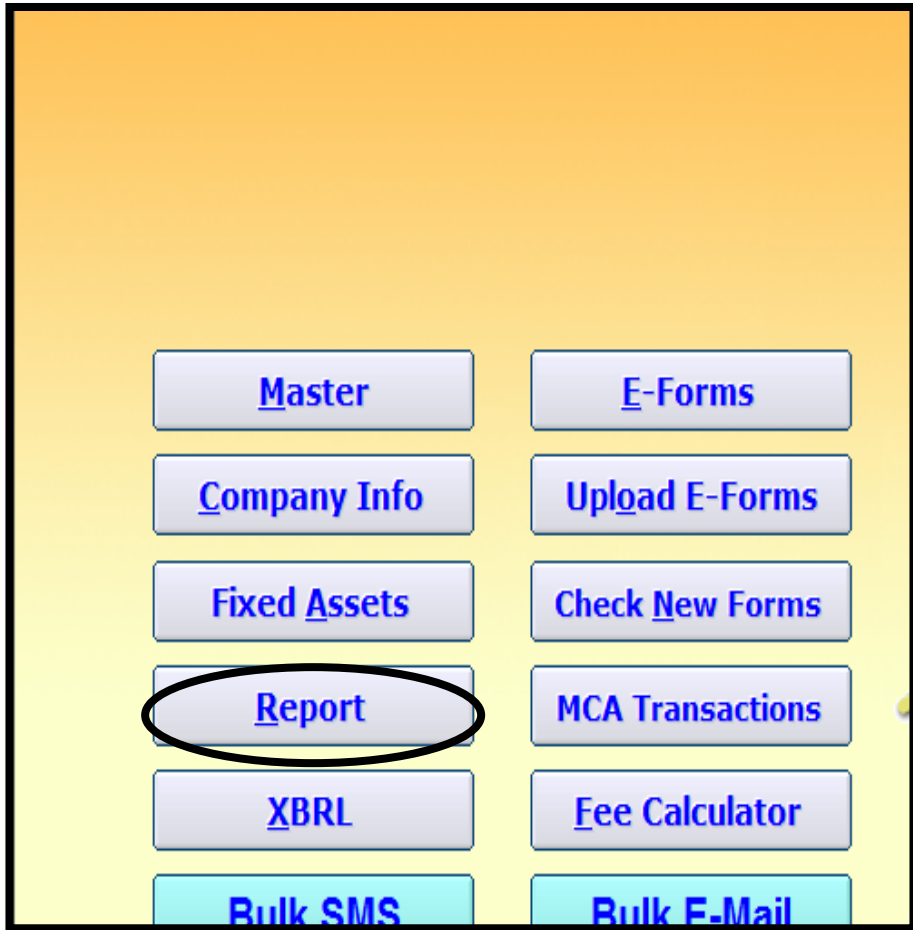 Master
E-Forms
Company Info
Upload E-Forms
Fixed Assets
Check New Forms
Report
MCA Transactions
XBRL
Fee Calculator
Bulk SMS
Bulk E-Mail